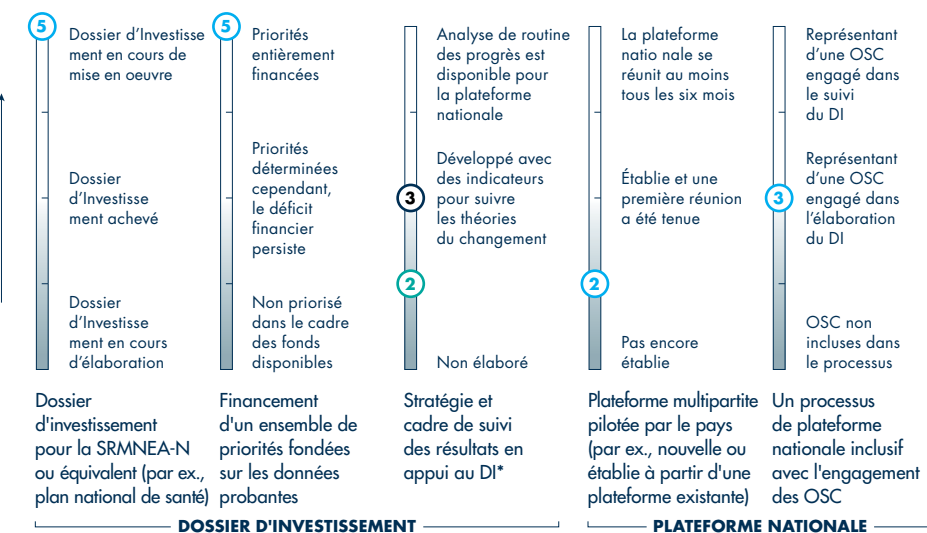 5
Dossier d'Investisse
ment en cours de
mise en oeuvre
Dossier
d'Investisse
ment achevé
Dossier
d'Investisse
ment en cours
d'élaboration
Dossier
d'investissement
pour la SRMNEA-N
ou équivalent (par ex.,
plan national de santé)
5
Priorités
entièrement
financées
Priorités
déterminées
cependant,
le déficit
financier
persiste
Non priorisé
dans le cadre
des fonds
disponibles
Financement
d'un ensemble de
priorités fondées
sur les données
probantes
Analyse de routine
des progrès est
disponible pour
la plateforme
nationale
3
Développé avec
des indicateurs
pour suivre
les théories
du changement
2
Non élaboré
Stratégie et
cadre de suivi
des résultats en
appui au DI*
La plateforme
natio nale se
réunit au moins
tous les six mois
Établie et une
première réunion
a été tenue
2
Pas encore
établie
Plateforme multipartite
pilotée par le pays
(par ex., nouvelle ou
établie à partir d'une
plateforme existante)
Représentant
d'une OSC
engagé dans
le suivi
du DI
3
Représentant
d'une OSC
engagé dans
l'élaboration
du DI
OSC non
incluses dans
le processus
Un processus
de plateforme
nationale inclusif
avec l'engagement
des OSC
DOSSIER D'INVESTISSEMENT
PLATEFORME NATIONALE